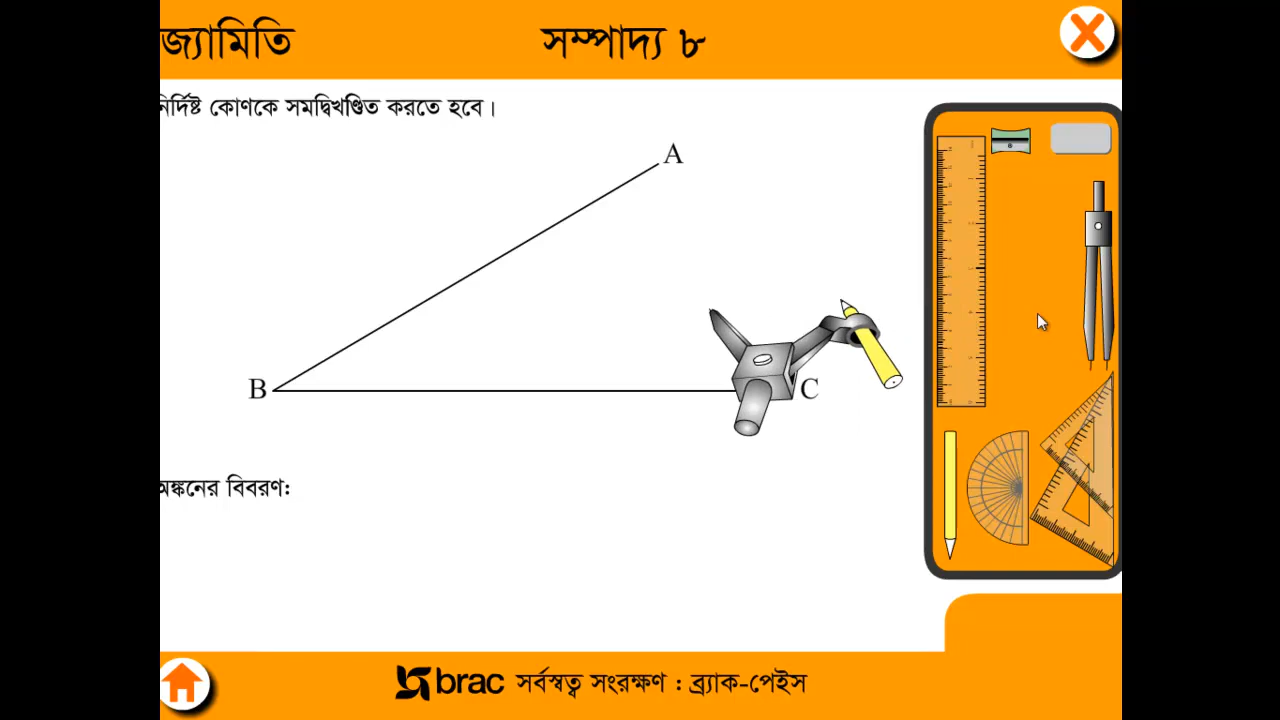 জ্যামিতি
সম্পাদ্য ৮
নির্দিষ্ট কোণকে সমদ্বিখণ্ডিত করতে হবে।
A
B
C
অঙ্কনের বিবরণ:
brac সর্বস্বত্ব সংরক্ষণ : ব্র্যাক-পেইস